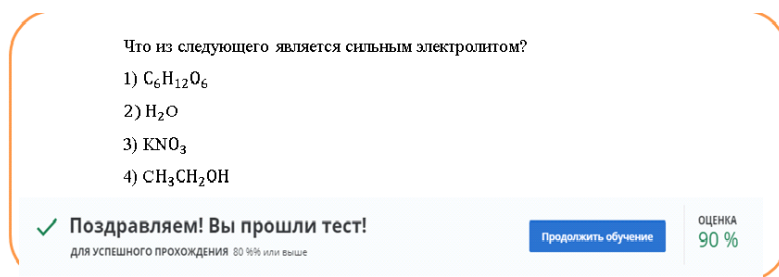 Что из следующего является сильным электролитом?
1) C₆H₁₂O₆
2) H₂O
3) KNO₃
4) CH₃CH₂OH
Поздравляем! Вы прошли тест!
ДЛЯ УСПЕШНОГО ПРОХОЖДЕНИЯ 80 %% или выше
Продолжить обучение
ОЦЕНКА
90 %